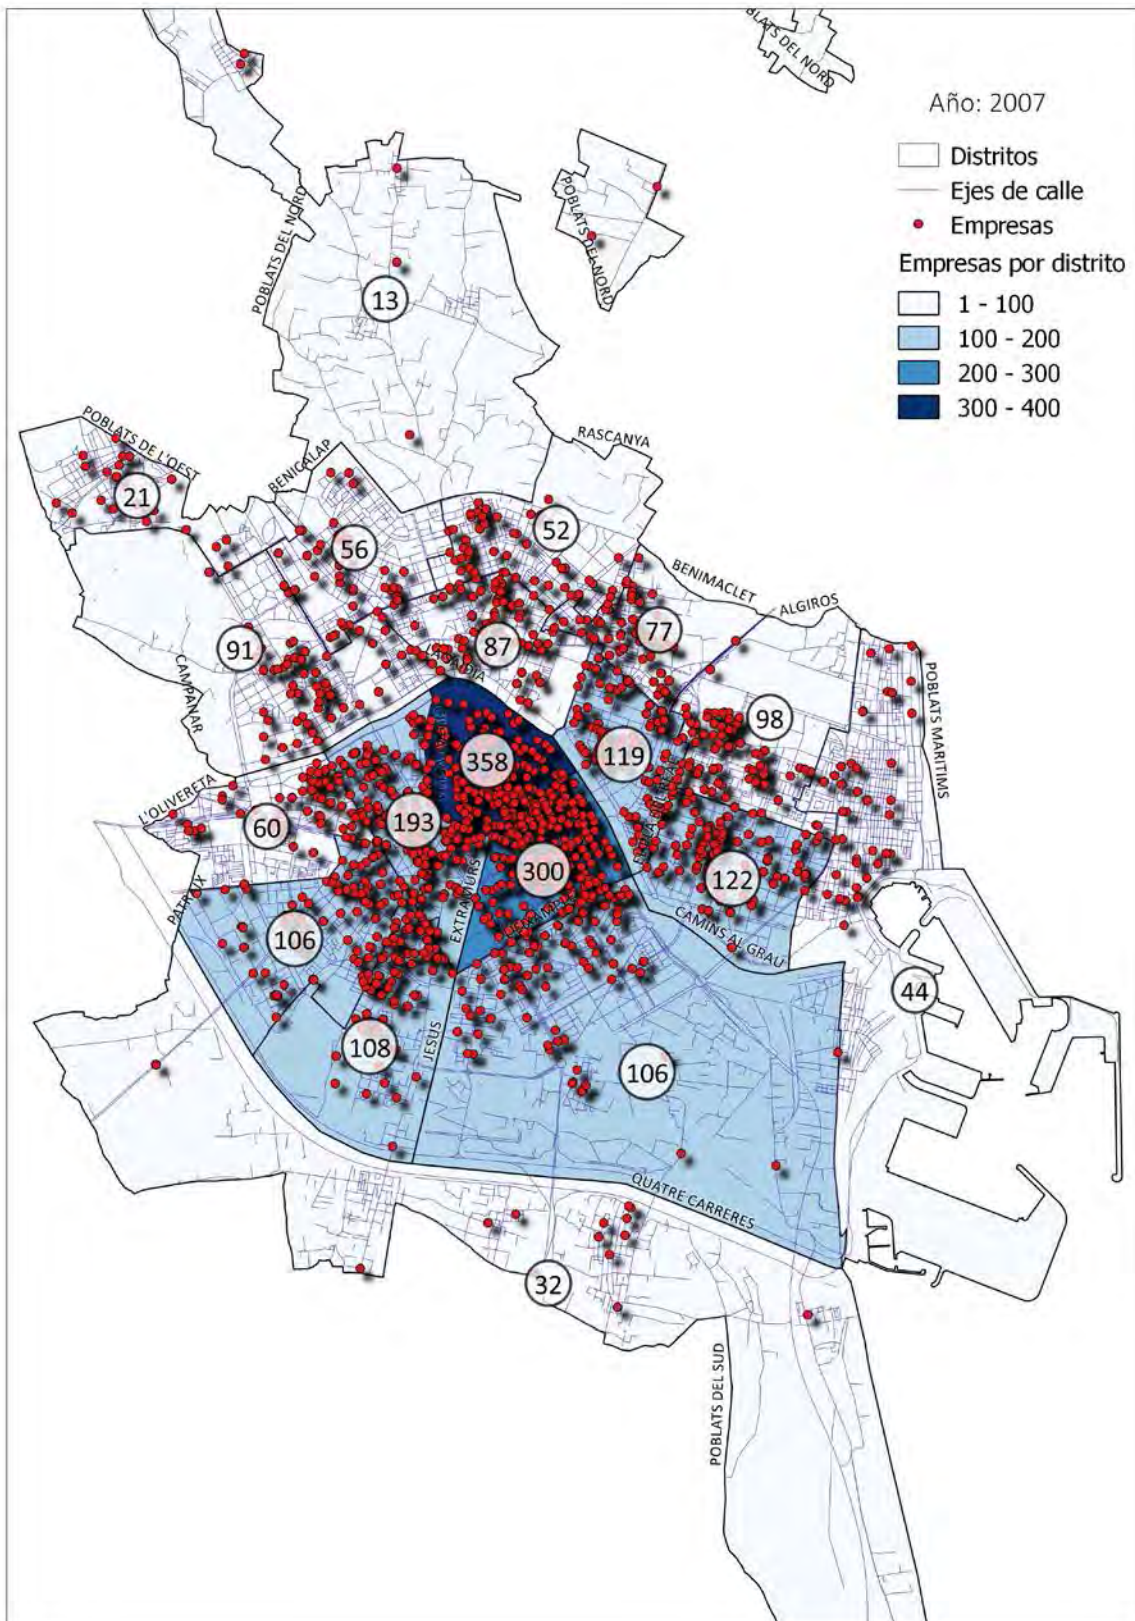 BLATS DEL NORD
Año: 2007
Distritos
Ejes de calle
Empresas
Empresas por distrito
1 - 100
100 - 200
200 - 300
300 - 400
POBLATS DEL NORD
POBLATS DEL NORD
13
POBLATS DE L'OEST
BENICALAP
RASCANYA
21
52
56
BENIMACLET
ALGIROS
77
87
91
CAMPANAR
POBLATS MARITIMS
98
119
358
L'OLIVERETA
193
60
300
122
PATRAIX
EXTRAMURS
CAMINS AL GRAU
106
44
108
JESUS
106
QUATRE CARRERES
32
POBLATS DEL SUD